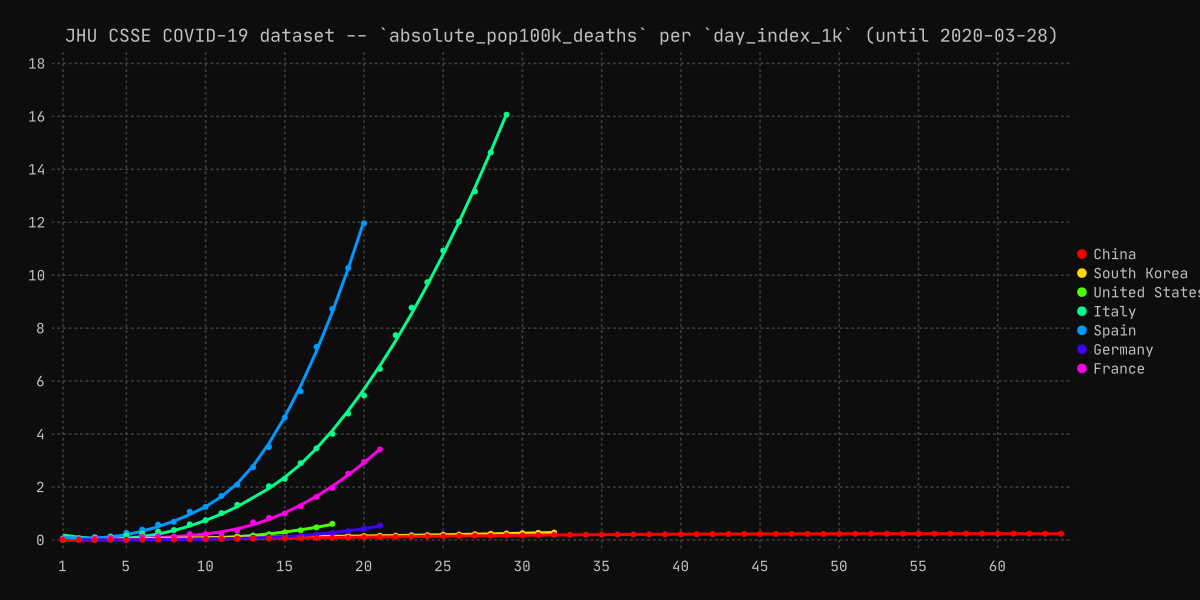 JHU CSSE COVID-19 dataset -- `absolute_pop100k_deaths` per `day_index_1k` (until 2020-03-28)
18
16
14
12
10
8
6
4
2
0
1 5 10 15 20 25 30 35 40 45 50 55 60
China
South Korea
United States
Italy
Spain
Germany
France